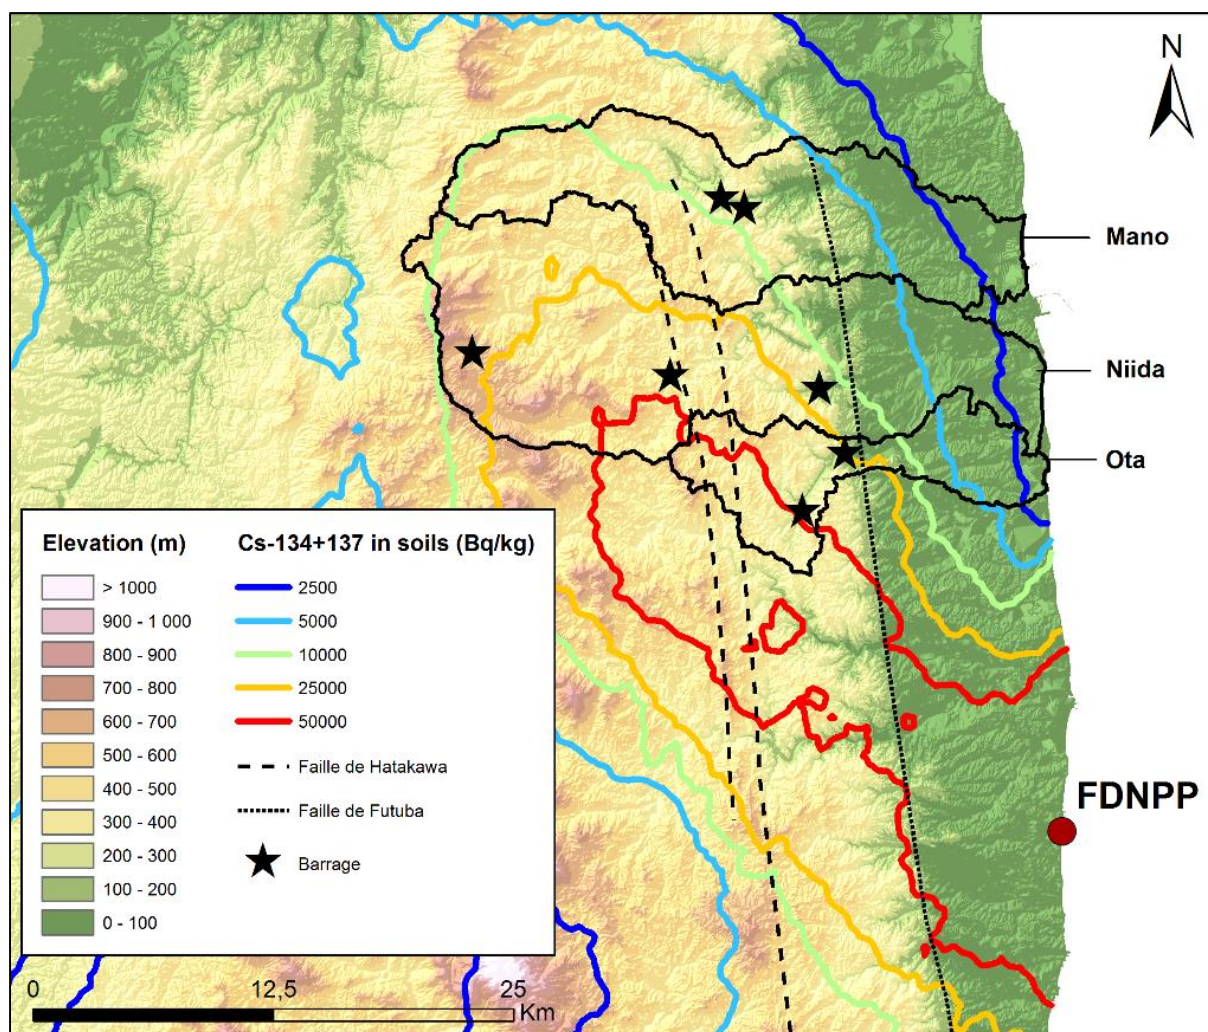 N
Mano
Niida
Ota
Elevation (m)
> 1000
900 - 1 000
800 - 900
700 - 800
600 - 700
500 - 600
400 - 500
300 - 400
200 - 300
100 - 200
0 - 100
Cs-134+137 in soils (Bq/kg)
2500
5000
10000
25000
50000
Faille de Hatakawa
Faille de Futuba
Barrage
FDNPP
0 12,5 25
Km